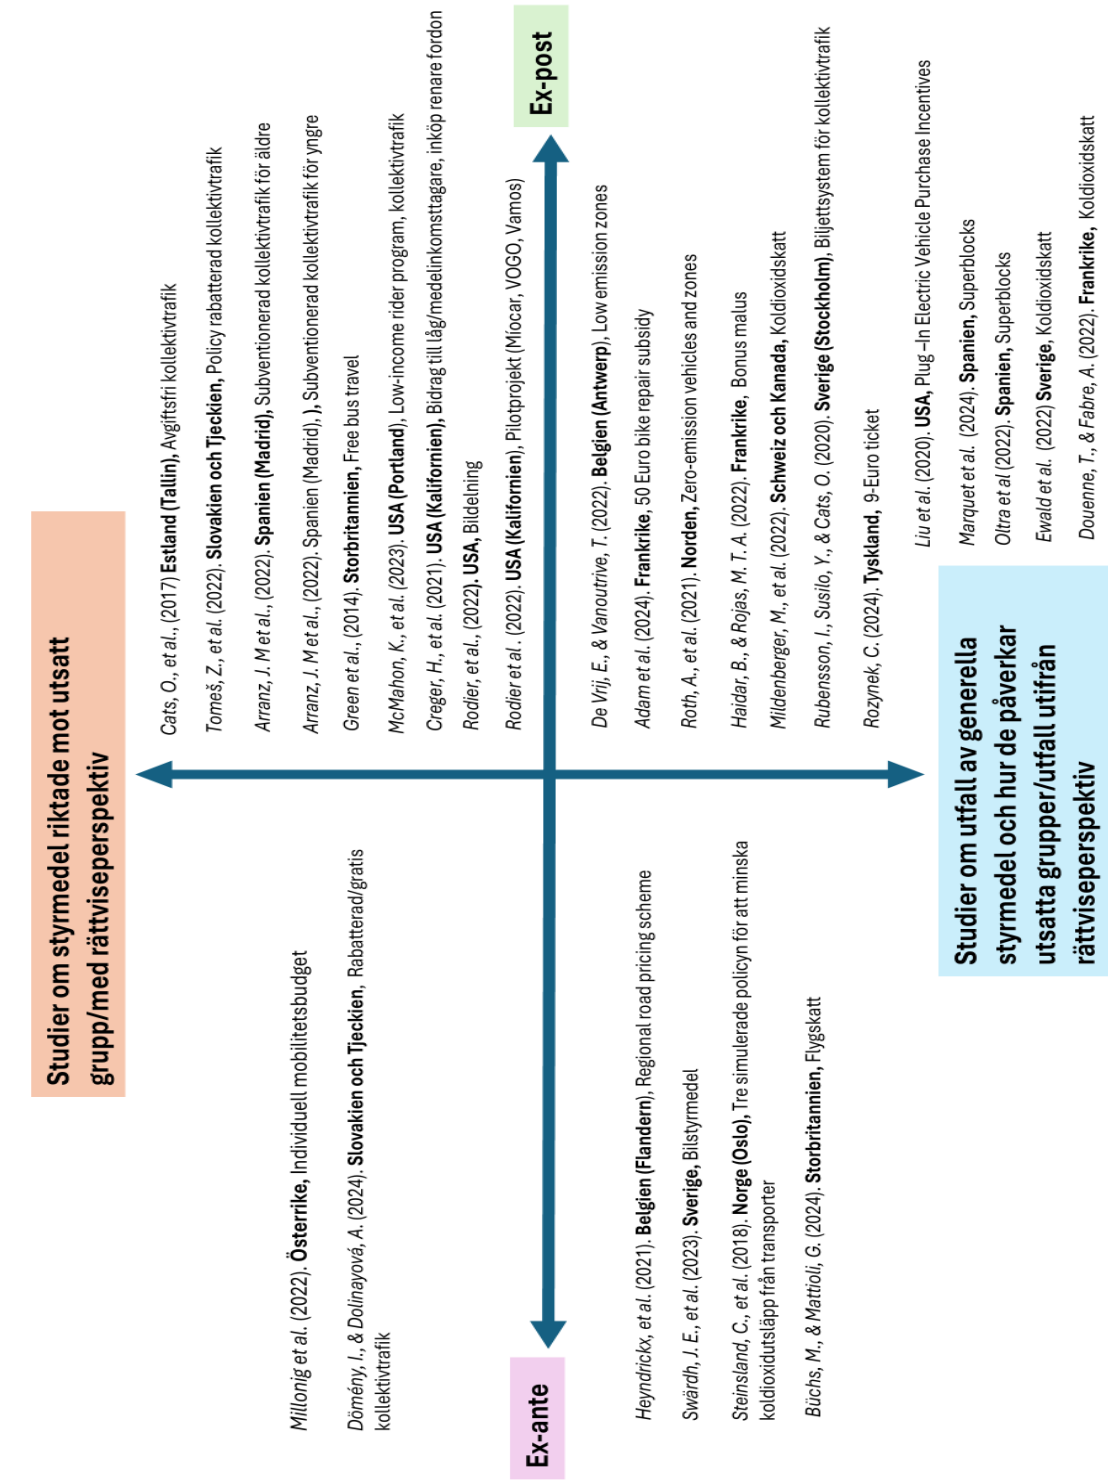 Studier om styrmedel riktade mot utsatt
grupp/med rättviseperspektiv
Millonig et al. (2022). Österrike, Individuell mobilitetsbudget
Dömény, I., & Dolinayová, A. (2024). Slovakien och Tjeckien, Rabatterad/gratis
kollektivtrafik
Cats, O., et al., (2017) Estland (Tallin), Avgiftsfri kollektivtrafik
Tomeš, Z., et al. (2022). Slovakien och Tjeckien, Policy rabatterad kollektivtrafik
Arranz, J. M et al., (2022). Spanien (Madrid), Subventionerad kollektivtrafik för äldre
Arranz, J. M et al., (2022). Spanien (Madrid) ), Subventionerad kollektivtrafik för yngre
Green et al., (2014). Storbritannien, Free bus travel
McMahon, K., et al. (2023). USA (Portland), Low-income rider program, kollektivtrafik
Creger, H., et al. (2021). USA (Kalifornien), Bidrag till låg/medelinkomsttagare, inköp renare fordon
Rodier, et al., (2022). USA, Bildelning
Rodier et al . (2022). USA (Kalifornien), Pilotprojekt (Míocar, VOGO, Vamos)
Ex-ante
Ex-post
Heyndrickx, et al. (2021). Belgien (Flandern), Regional road pricing scheme
Swärdh, J. E., et al. (2023). Sverige, Bilstyrmedel
Steinsland, C., et al. (2018). Norge (Oslo), Tre simulerade policyn för att minska
koldioxidutsläpp från transporter
Büchs, M., & Mattioli, G. (2024). Storbritannien, Flygskatt
De Vrij, E., & Vanoutrive, T. (2022). Belgien (Antwerp), Low emission zones
Adam et al. (2024). Frankrike, 50 Euro bike repair subsidy
Roth, A., et al. (2021). Norden, Zero-emission vehicles and zones
Haidar, B., & Rojas, M. T. A. (2022). Frankrike, Bonus malus
Mildenberger, M., et al. (2022). Schweiz och Kanada, Koldioxidskatt
Rubensson, I., Susilo, Y., & Cats, O. (2020). Sverige (Stockholm), Biljettsystem för kollektivtrafik
Rozynek, C. (2024). Tyskland, 9-Euro ticket
Liu et al. (2020). USA, Plug –In Electric Vehicle Purchase Incentives
Marquet et al. (2024). Spanien, Superblocks
Oltra et al (2022). Spanien, Superblocks
Ewald et al. (2022) Sverige, Koldioxidskatt
Douenne, T., & Fabre, A. (2022). Frankrike, Koldioxidskatt
Studier om utfall av generella
styrmedel och hur de påverkar
utsatta grupper/utfall utifrån
rättviseperspektiv